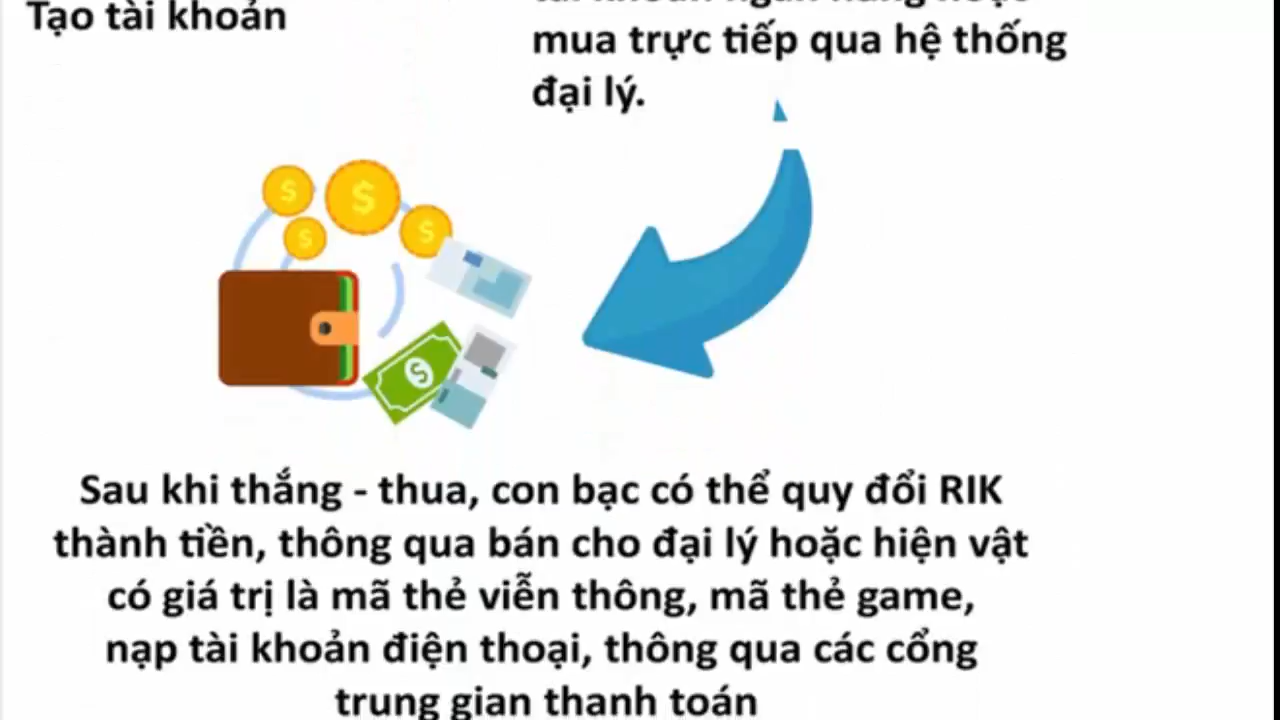 Tạo tài khoản
mua trực tiếp qua hệ thống
đại lý.
Sau khi thắng - thua, con bạc có thể quy đổi RIK
thành tiền, thông qua bán cho đại lý hoặc hiện vật
có giá trị là mã thẻ viễn thông, mã thẻ game,
nạp tài khoản điện thoại, thông qua các cổng
trung gian thanh toán